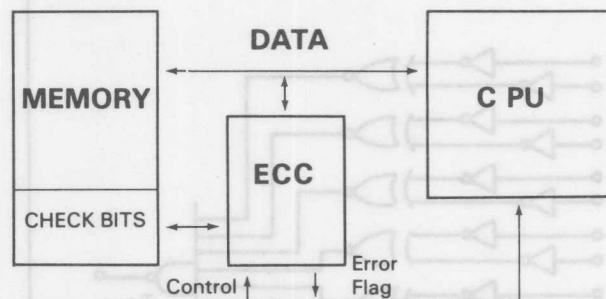 DATA
MEMORY
C PU
ECC
CHECK BITS
Control
Error
Flag